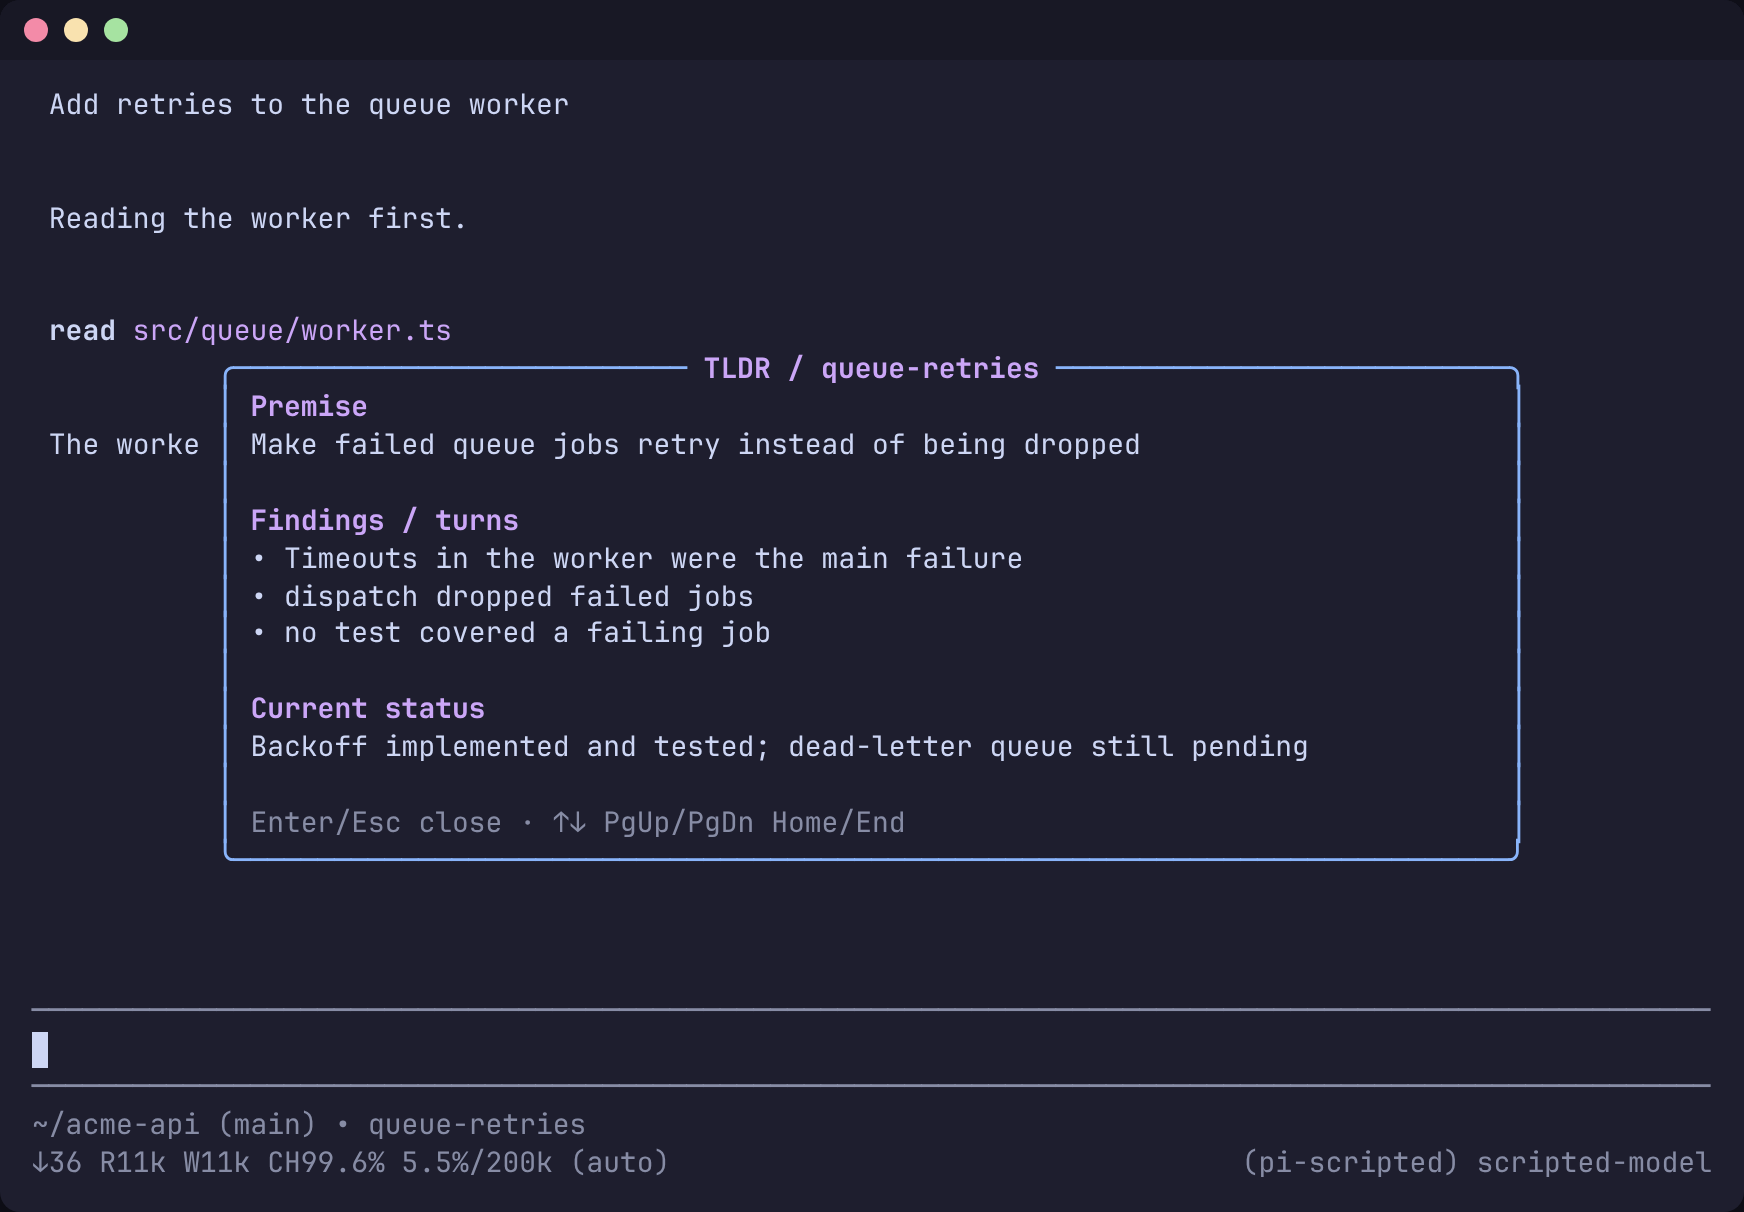 Add retries to the queue worker
Reading the worker first.
read src/queue/worker.ts
TLDR / queue-retries
Premise
The worke
Make failed queue jobs retry instead of being dropped
Findings / turns
• Timeouts in the worker were the main failure
• dispatch dropped failed jobs
• no test covered a failing job
Current status
Backoff implemented and tested; dead-letter queue still pending
Enter/Esc close · ↑↓ PgUp/PgDn Home/End
~/acme-api (main) • queue-retries
↓36 R11k W11k CH99.6% 5.5%/200k (auto)
(pi-scripted) scripted-model